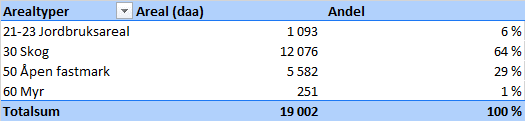 Arealtyper Areal (daa) Andel
21-23 Jordbruksareal 1 093 6 %
30 Skog 12 076 64 %
50 Åpen fastmark 5 582 29 %
60 Myr 251 1 %
Totalsum 19 002 100 %